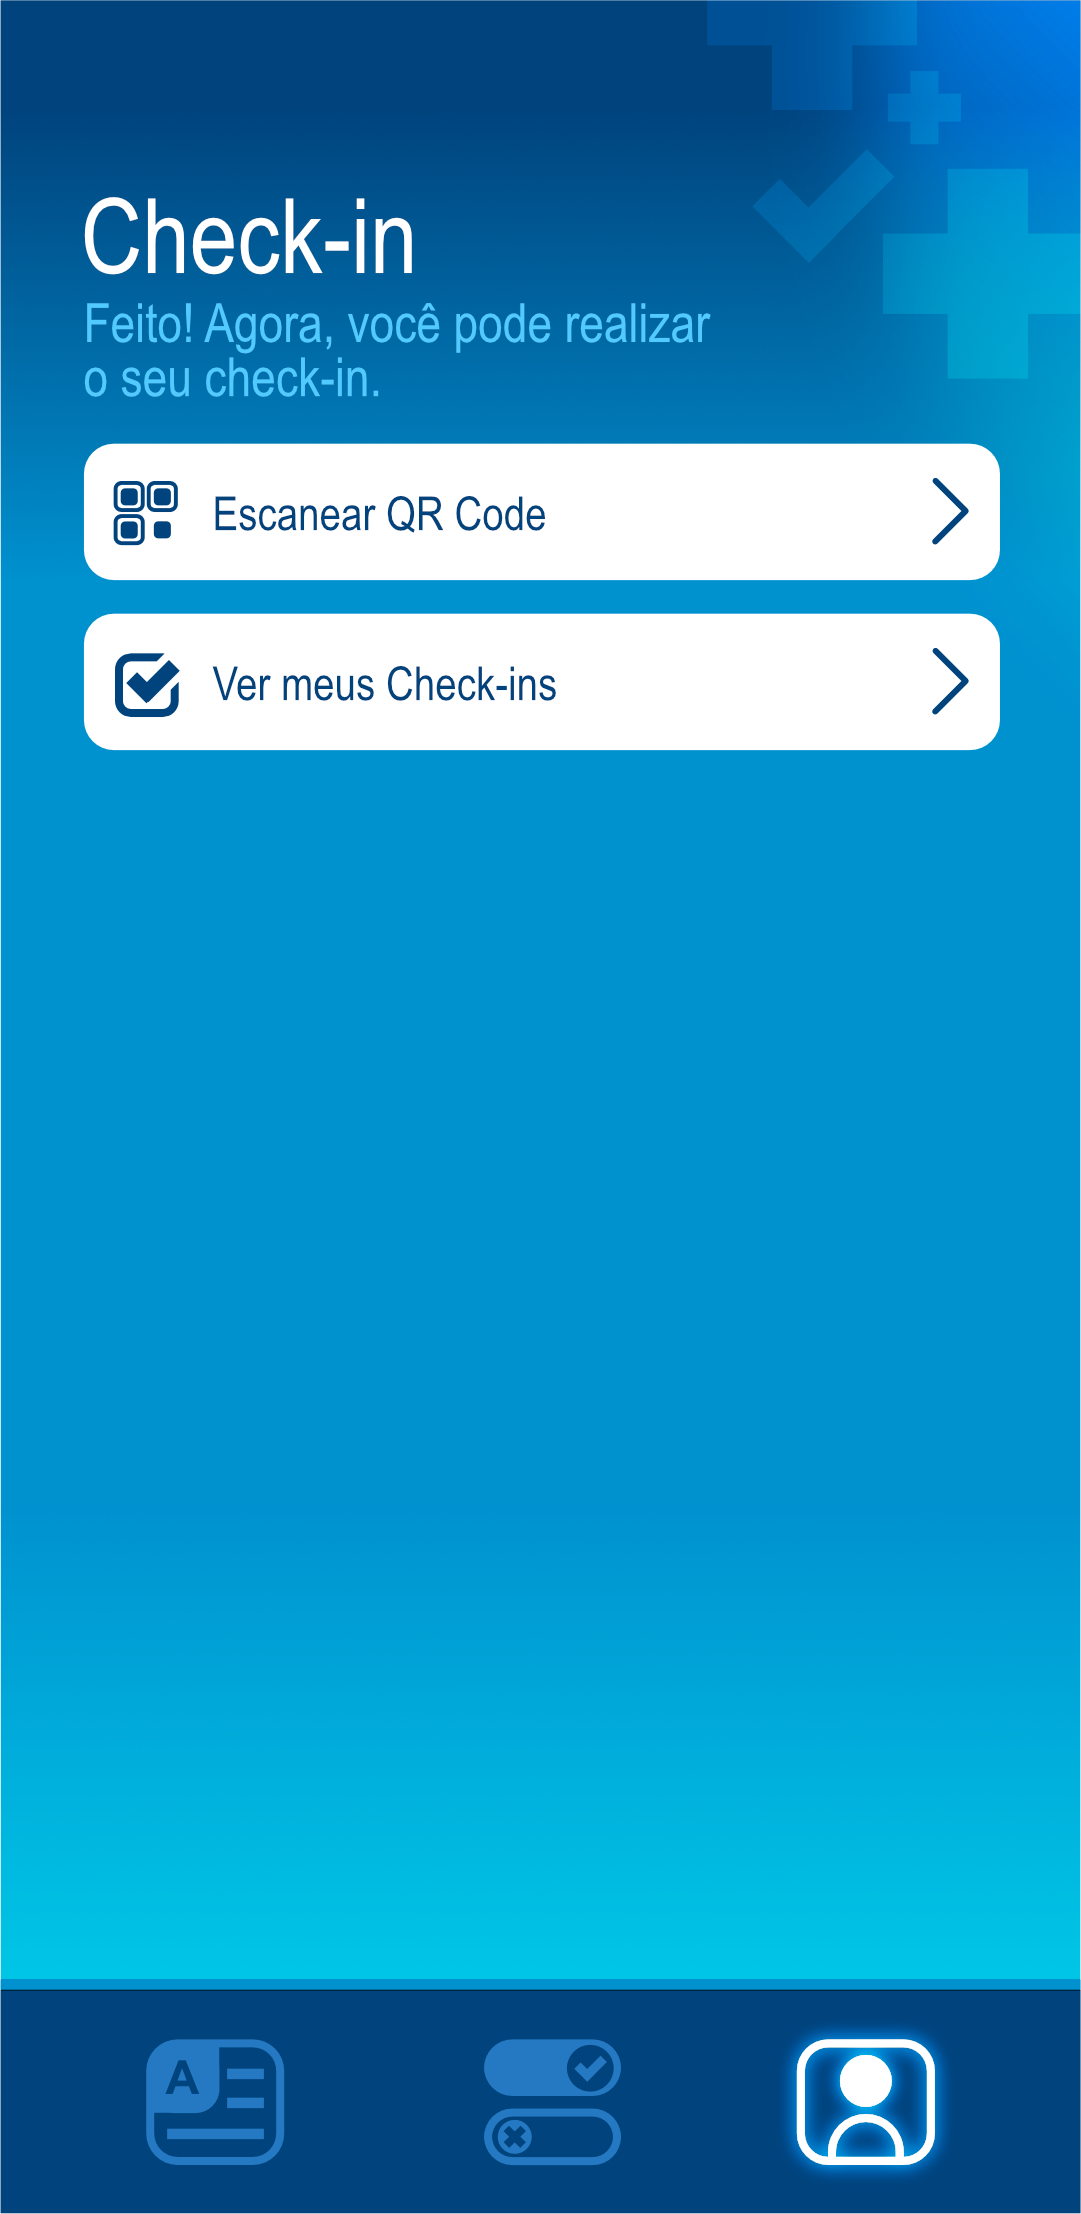 Check-in
Feito! Agora, você pode realizar
o seu check-in.
Escanear QR Code
Ver meus Check-ins
A